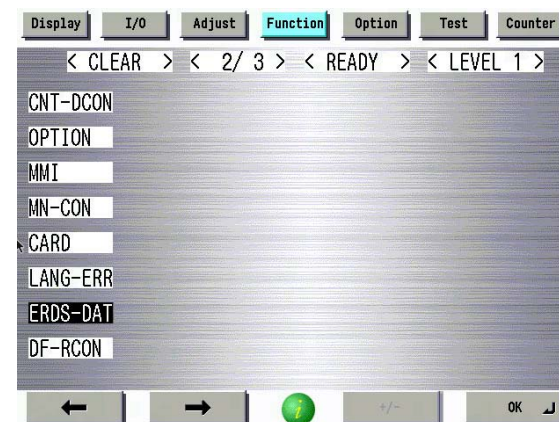 Display I/O Adjust Function Option Test Counter
< CLEAR > < 2/ 3 > < READY > < LEVEL 1 >
CNT-DCON
OPTION
MMI
MN-CON
CARD
LANG-ERR
ERDS-DAT
DF-RCON
← → i +/- OK ┘